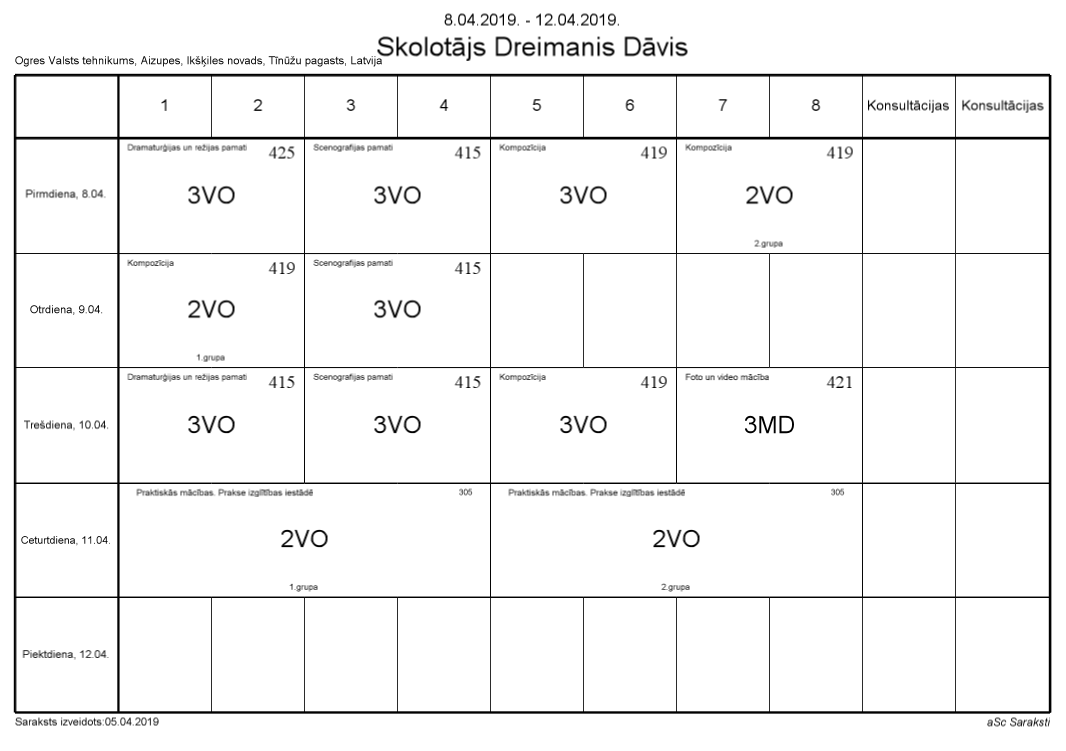 8.04.2019. - 12.04.2019.
Skolotājs Dreimanis Dāvis
Ogres Valsts tehnikums, Aizupes, Ikšķiles novads, Tīnūžu pagasts, Latvija
1 2 3 4 5 6 7 8 Konsultācijas Konsultācijas
Dramaturģijas un režijas pamati 425 Scenografijas pamati 415 Kompozīcija 419 Kompozīcija 419
Pirmdiena, 8.04. 3VO 3VO 3VO 2VO
2.grupa
Kompozīcija 419 Scenografijas pamati 415
Otrdiena, 9.04. 2VO 3VO
1.grupa
Dramaturģijas un režijas pamati 415 Scenografijas pamati 415 Kompozīcija 419 Foto un video mācība 421
Trešdiena, 10.04. 3VO 3VO 3VO 3MD
Praktiskās mācības. Prakse izglītības iestādē 305 Praktiskās mācības. Prakse izglītības iestādē 305
Ceturtdiena, 11.04. 2VO 2VO
1.grupa 2.grupa
Piektdiena, 12.04.
Saraksts izveidots:05.04.2019 aSc Saraksti